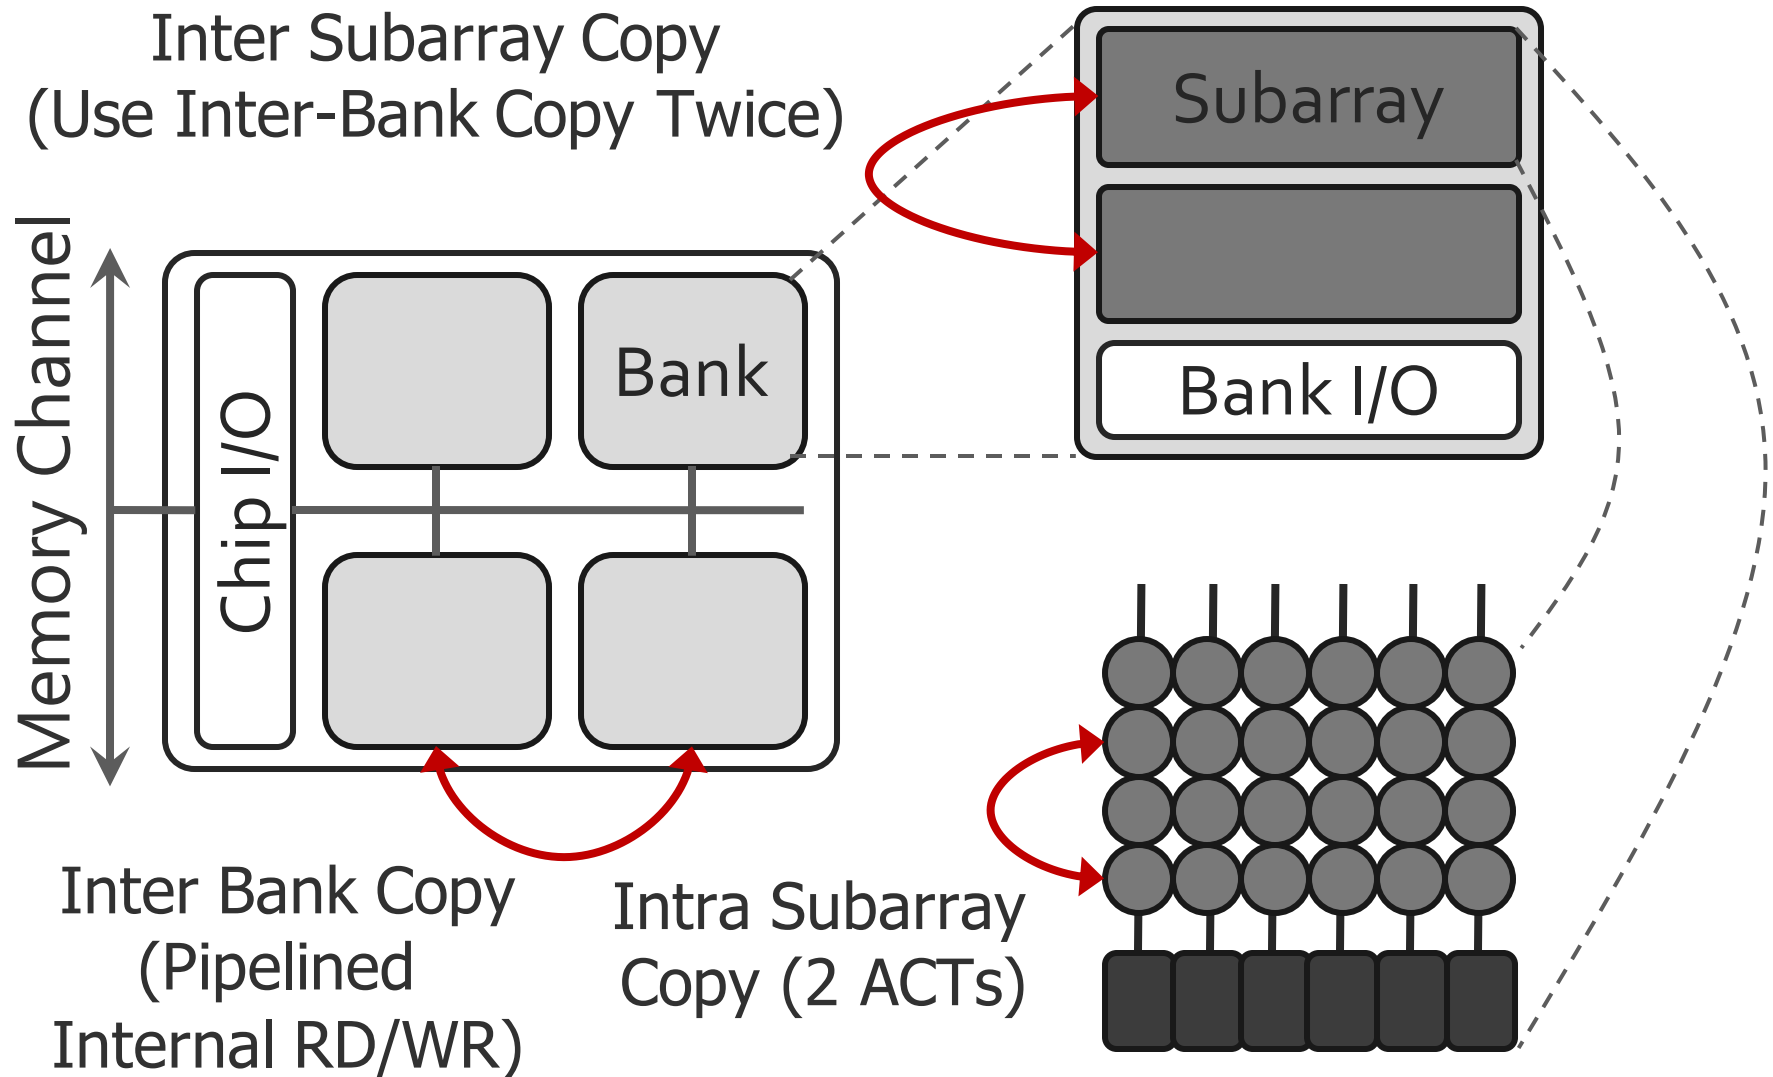 Inter Subarray Copy
(Use Inter-Bank Copy Twice)
Subarray
Bank I/O
Memory Channel
Chip I/O
Bank
Inter Bank Copy
(Pipelined
Internal RD/WR)
Intra Subarray
Copy (2 ACTs)